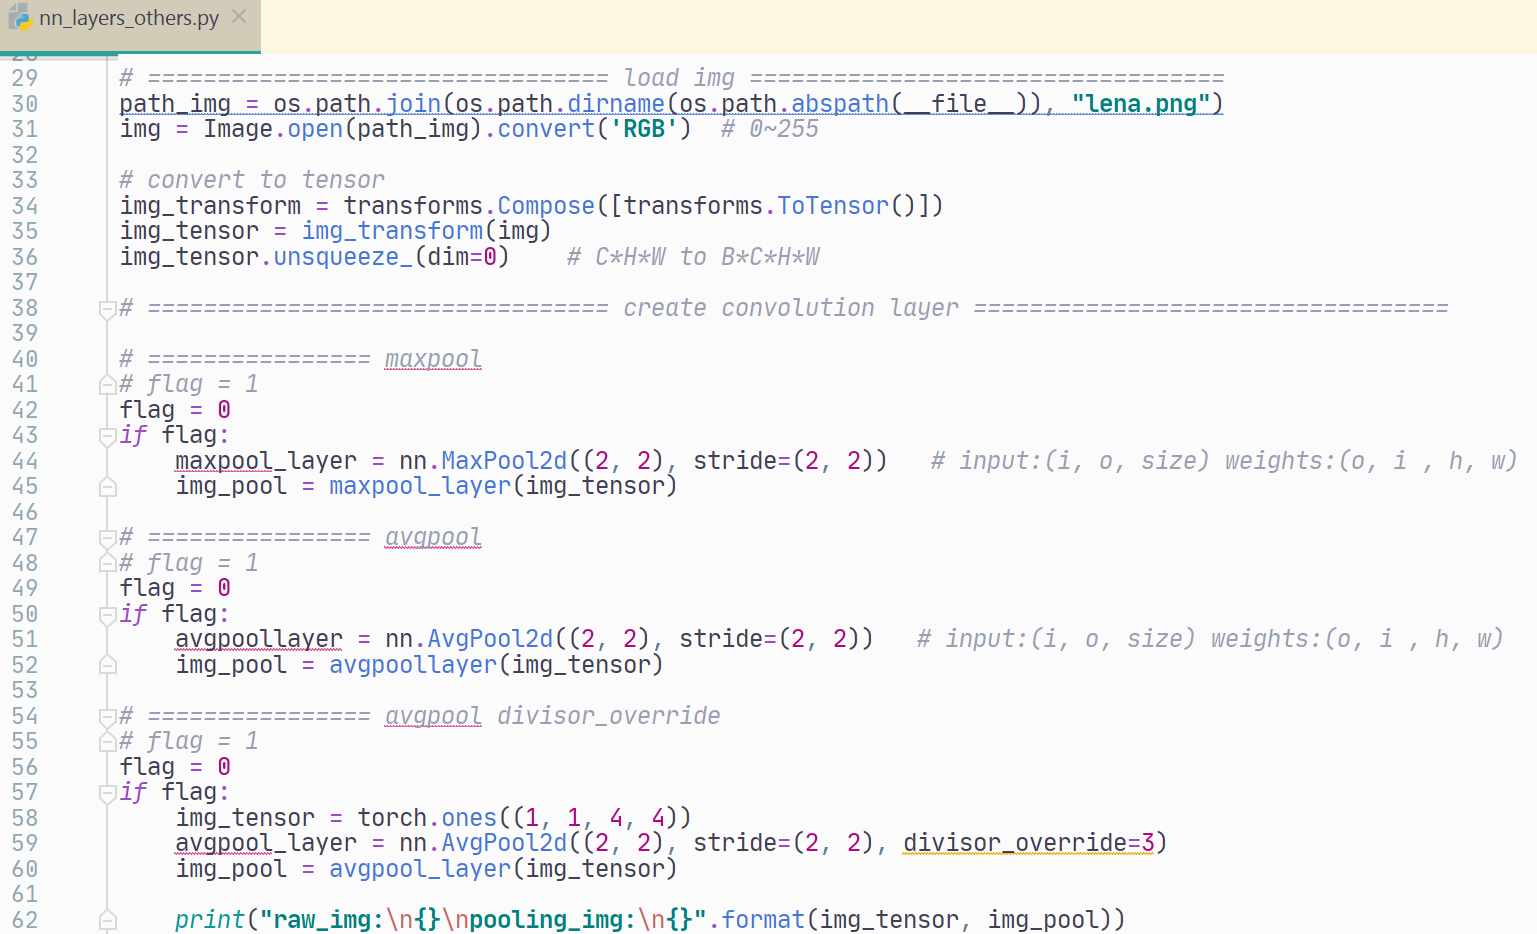 nn_layers_others.py
29 # ================================= load img ==================================
30 path_img = os.path.join(os.path.dirname(os.path.abspath(__file__)), "lena.png")
31 img = Image.open(path_img).convert('RGB')  # 0~255
32
33 # convert to tensor
34 img_transform = transforms.Compose([transforms.ToTensor()])
35 img_tensor = img_transform(img)
36 img_tensor.unsqueeze_(dim=0)    # C*H*W to B*C*H*W
37
38 # ================================= create convolution layer ==================================
39
40 # ================ maxpool
41 # flag = 1
42 flag = 0
43 if flag:
44     maxpool_layer = nn.MaxPool2d((2, 2), stride=(2, 2))   # input:(i, o, size) weights:(o, i , h, w)
45     img_pool = maxpool_layer(img_tensor)
46
47 # ================ avgpool
48 # flag = 1
49 flag = 0
50 if flag:
51     avgpoollayer = nn.AvgPool2d((2, 2), stride=(2, 2))   # input:(i, o, size) weights:(o, i , h, w)
52     img_pool = avgpoollayer(img_tensor)
53
54 # ================ avgpool divisor_override
55 # flag = 1
56 flag = 0
57 if flag:
58     img_tensor = torch.ones((1, 1, 4, 4))
59     avgpool_layer = nn.AvgPool2d((2, 2), stride=(2, 2), divisor_override=3)
60     img_pool = avgpool_layer(img_tensor)
61
62     print("raw_img:\n{}\npooling_img:\n{}".format(img_tensor, img_pool))